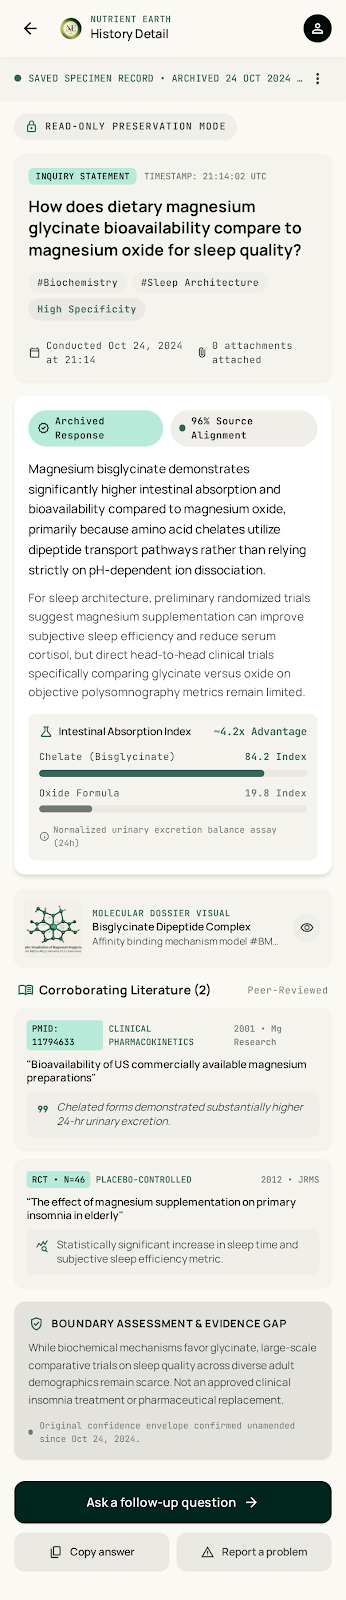 NUTRIENT EARTH
History Detail
SAVED SPECIMEN RECORD • ARCHIVED 24 OCT 2024 …
READ-ONLY PRESERVATION MODE
INQUIRY STATEMENT TIMESTAMP: 21:14:02 UTC
How does dietary magnesium
glycinate bioavailability compare to
magnesium oxide for sleep quality?
#Biochemistry #Sleep Architecture
High Specificity
Conducted Oct 24, 2024
at 21:14
0 attachments
attached
Archived
Response
96% Source
Alignment
Magnesium bisglycinate demonstrates
significantly higher intestinal absorption and
bioavailability compared to magnesium oxide,
primarily because amino acid chelates utilize
dipeptide transport pathways rather than relying
strictly on pH-dependent ion dissociation.
For sleep architecture, preliminary randomized trials
suggest magnesium supplementation can improve
subjective sleep efficiency and reduce serum
cortisol, but direct head-to-head clinical trials
specifically comparing glycinate versus oxide on
objective polysomnography metrics remain limited.
Intestinal Absorption Index ~4.2x Advantage
Chelate (Bisglycinate) 84.2 Index
Oxide Formula 19.8 Index
Normalized urinary excretion balance assay
(24h)
MOLECULAR DOSSIER VISUAL
Bisglycinate Dipeptide Complex
Affinity binding mechanism model #BM…
Corroborating Literature (2) Peer-Reviewed
PMID:
11794633
CLINICAL
PHARMACOKINETICS
2001 • Mg
Research
"Bioavailability of US commercially available magnesium
preparations"
Chelated forms demonstrated substantially higher
24-hr urinary excretion.
RCT • N=46 PLACEBO-CONTROLLED 2012 • JRMS
"The effect of magnesium supplementation on primary
insomnia in elderly"
Statistically significant increase in sleep time and
subjective sleep efficiency metric.
BOUNDARY ASSESSMENT & EVIDENCE GAP
While biochemical mechanisms favor glycinate, large-scale
comparative trials on sleep quality across diverse adult
demographics remain scarce. Not an approved clinical
insomnia treatment or pharmaceutical replacement.
Original confidence envelope confirmed unamended
since Oct 24, 2024.
Ask a follow-up question
Copy answer
Report a problem